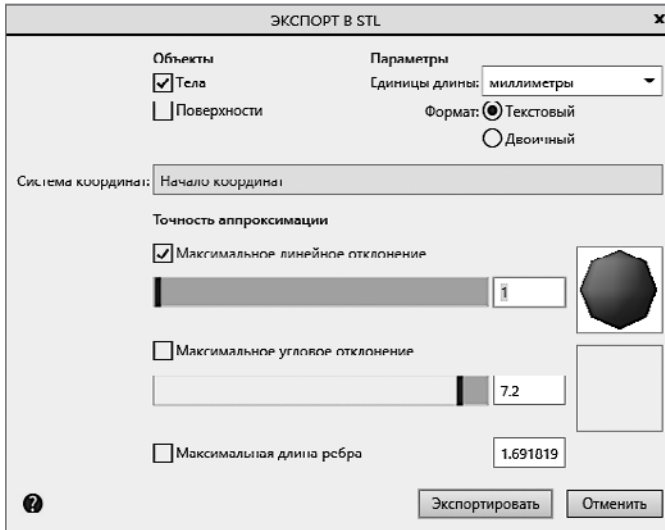 ЭКСПОРТ В STL x
Объекты Параметры
Тела Единицы длины: миллиметры
Поверхности Формат: Текстовый
Двоичный
Система координат: Начало координат
Точность аппроксимации
Максимальное линейное отклонение
1
Максимальное угловое отклонение
7.2
Максимальная длина ребра 1.691819
? Экспортировать Отменить